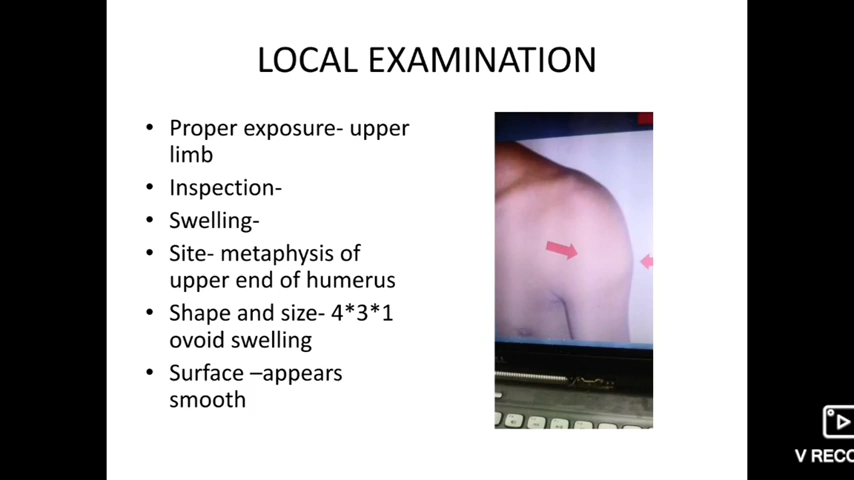 LOCAL EXAMINATION
• Proper exposure- upper
limb
• Inspection-
• Swelling-
• Site- metaphysis of
upper end of humerus
• Shape and size- 4*3*1
ovoid swelling
• Surface –appears
smooth
V RECO